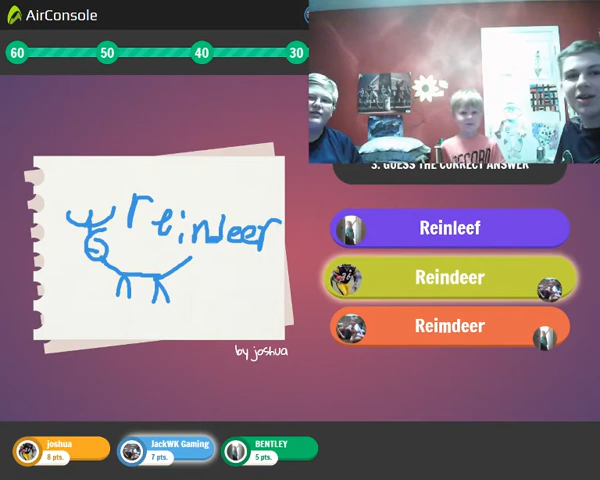 AirConsole
60 50 40 30
3. GUESS THE CORRECT ANSWER
reindeer
by joshua
Reinleef
Reindeer
Reimdeer
joshua
8 pts.
JackWK Gaming
7 pts.
BENTLEY
5 pts.